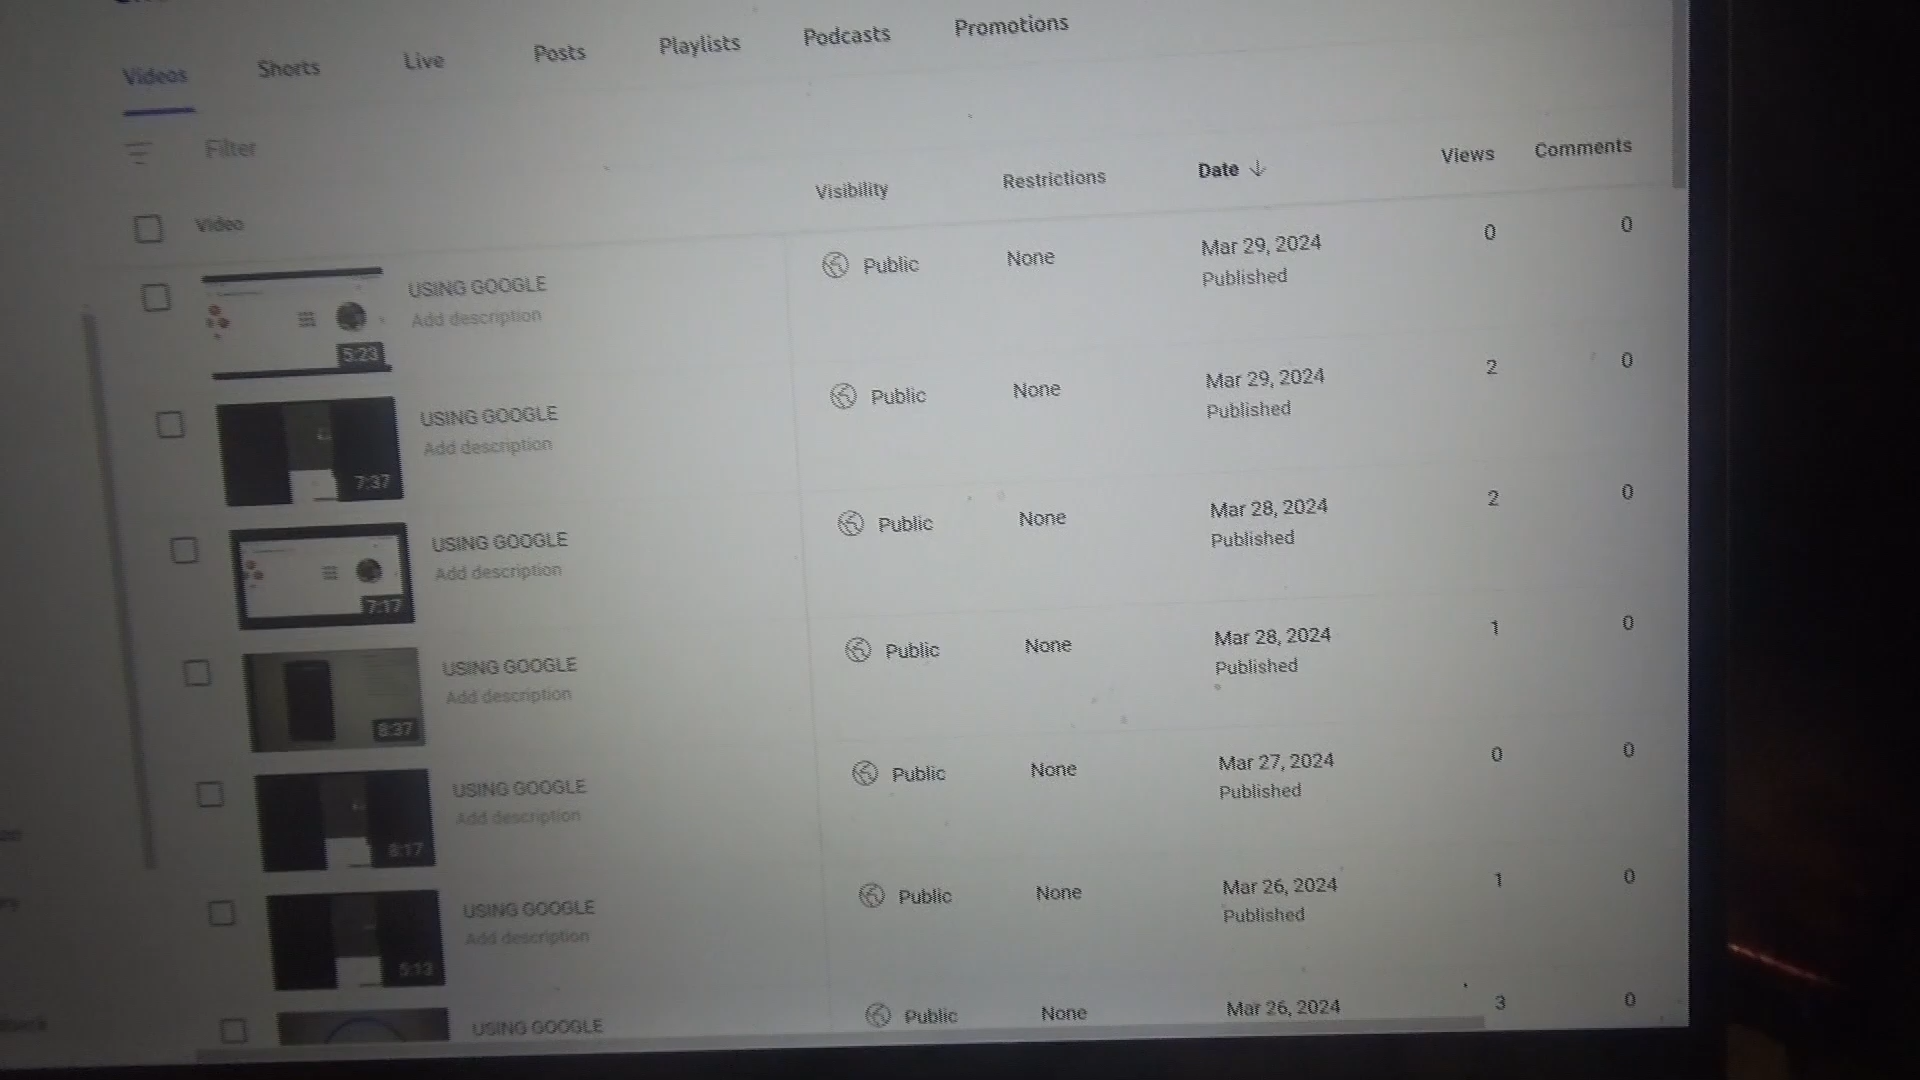 Videos Shorts Live Posts Playlists Podcasts Promotions
Filter
Video Visibility Restrictions Date ↓ Views Comments
USING GOOGLE Public None Mar 29, 2024 0 0
Add description Published
5:23
USING GOOGLE Public None Mar 29, 2024 2 0
Add description Published
7:37
USING GOOGLE Public None Mar 28, 2024 2 0
Add description Published
7:17
USING GOOGLE Public None Mar 28, 2024 1 0
Add description Published
8:37
USING GOOGLE Public None Mar 27, 2024 0 0
Add description Published
8:17
USING GOOGLE Public None Mar 26, 2024 1 0
Add description Published
5:13
USING GOOGLE Public None Mar 26, 2024 3 0